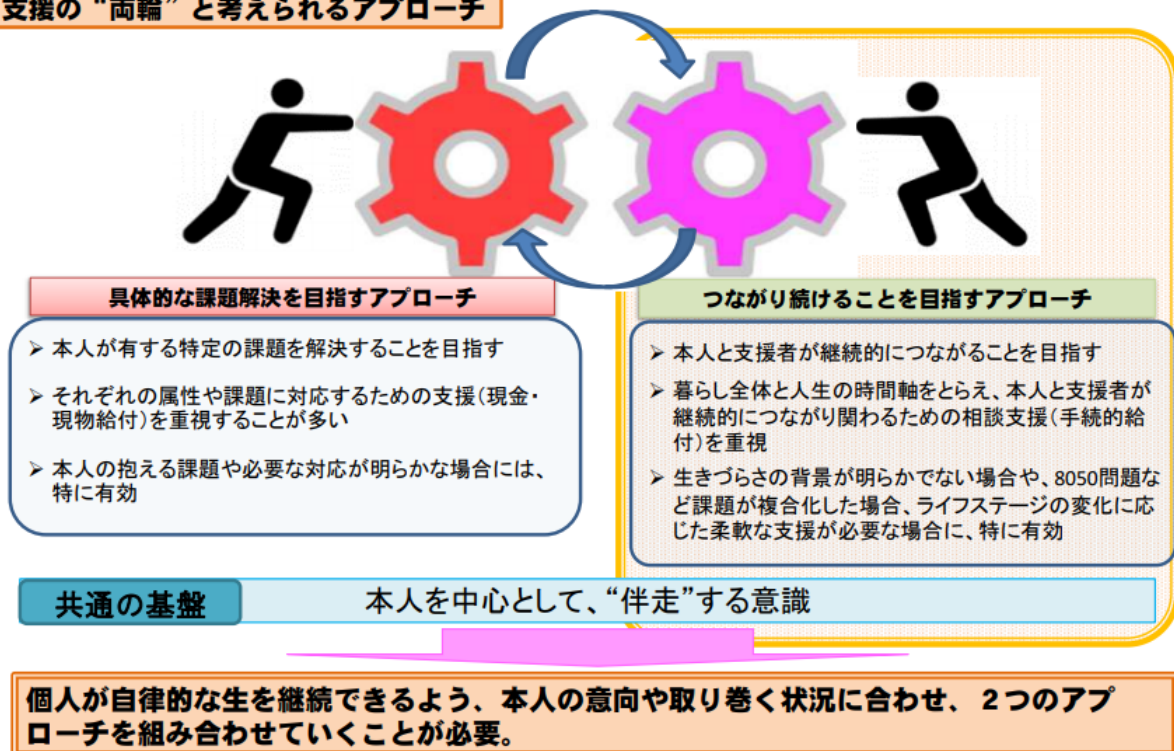 支援の“両輪”と考えられるアプローチ
具体的な課題解決を目指すアプローチ
➢ 本人が有する特定の課題を解決することを目指す
➢ それぞれの属性や課題に対応するための支援(現金・
現物給付)を重視することが多い
➢ 本人の抱える課題や必要な対応が明らかな場合には、
特に有効
つながり続けることを目指すアプローチ
➢ 本人と支援者が継続的につながることを目指す
➢ 暮らし全体と人生の時間軸をとらえ、本人と支援者が
継続的につながり関わるための相談支援(手続的給
付)を重視
➢ 生きづらさの背景が明らかでない場合や、8050問題な
ど課題が複合化した場合、ライフステージの変化に応
じた柔軟な支援が必要な場合に、特に有効
共通の基盤
本人を中心として、“伴走”する意識
個人が自律的な生を継続できるよう、本人の意向や取り巻く状況に合わせ、2つのアプ
ローチを組み合わせていくことが必要。